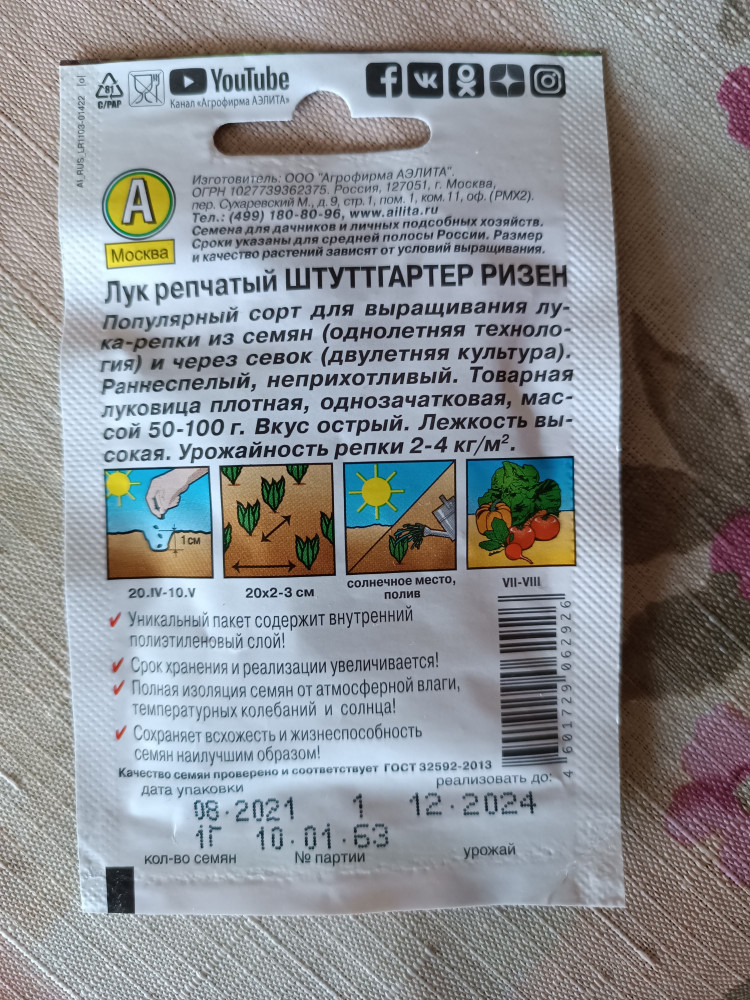 YouTube
Канал «Агрофирма АЭЛИТА»
81
C/PAP
AI_RUS_LR1103-01422
Изготовитель: ООО "Агрофирма АЭЛИТА".
ОГРН 1027739362375. Россия, 127051, г. Москва,
пер. Сухаревский М., д.9, стр.1, пом.1, ком.11, оф. (РМХ2).
Тел.: (499) 180-80-96, www.ailita.ru
Семена для дачников и личных подсобных хозяйств.
Сроки указаны для средней полосы России. Размер
и качество растений зависят от условий выращивания.
А
Москва
Лук репчатый ШТУТТГАРТЕР РИЗЕН
Популярный сорт для выращивания лу-
ка-репки из семян (однолетняя техноло-
гия) и через севок (двулетняя культура).
Раннеспелый, неприхотливый. Товарная
луковица плотная, однозачатковая, мас-
сой 50-100 г. Вкус острый. Лежкость вы-
сокая. Урожайность репки 2-4 кг/м².
1 см
20.IV-10.V
20х2-3 см
солнечное место,
полив
VII-VIII
Уникальный пакет содержит внутренний
полиэтиленовый слой!
Срок хранения и реализации увеличивается!
Полная изоляция семян от атмосферной влаги,
температурных колебаний и солнца!
Сохраняет всхожесть и жизнеспособность
семян наилучшим образом!
4 601729 062926
Качество семян проверено и соответствует ГОСТ 32592-2013
дата упаковки
реализовать до:
08.2021 1 12.2024
1Г 10.01.63
кол-во семян
№ партии
урожай